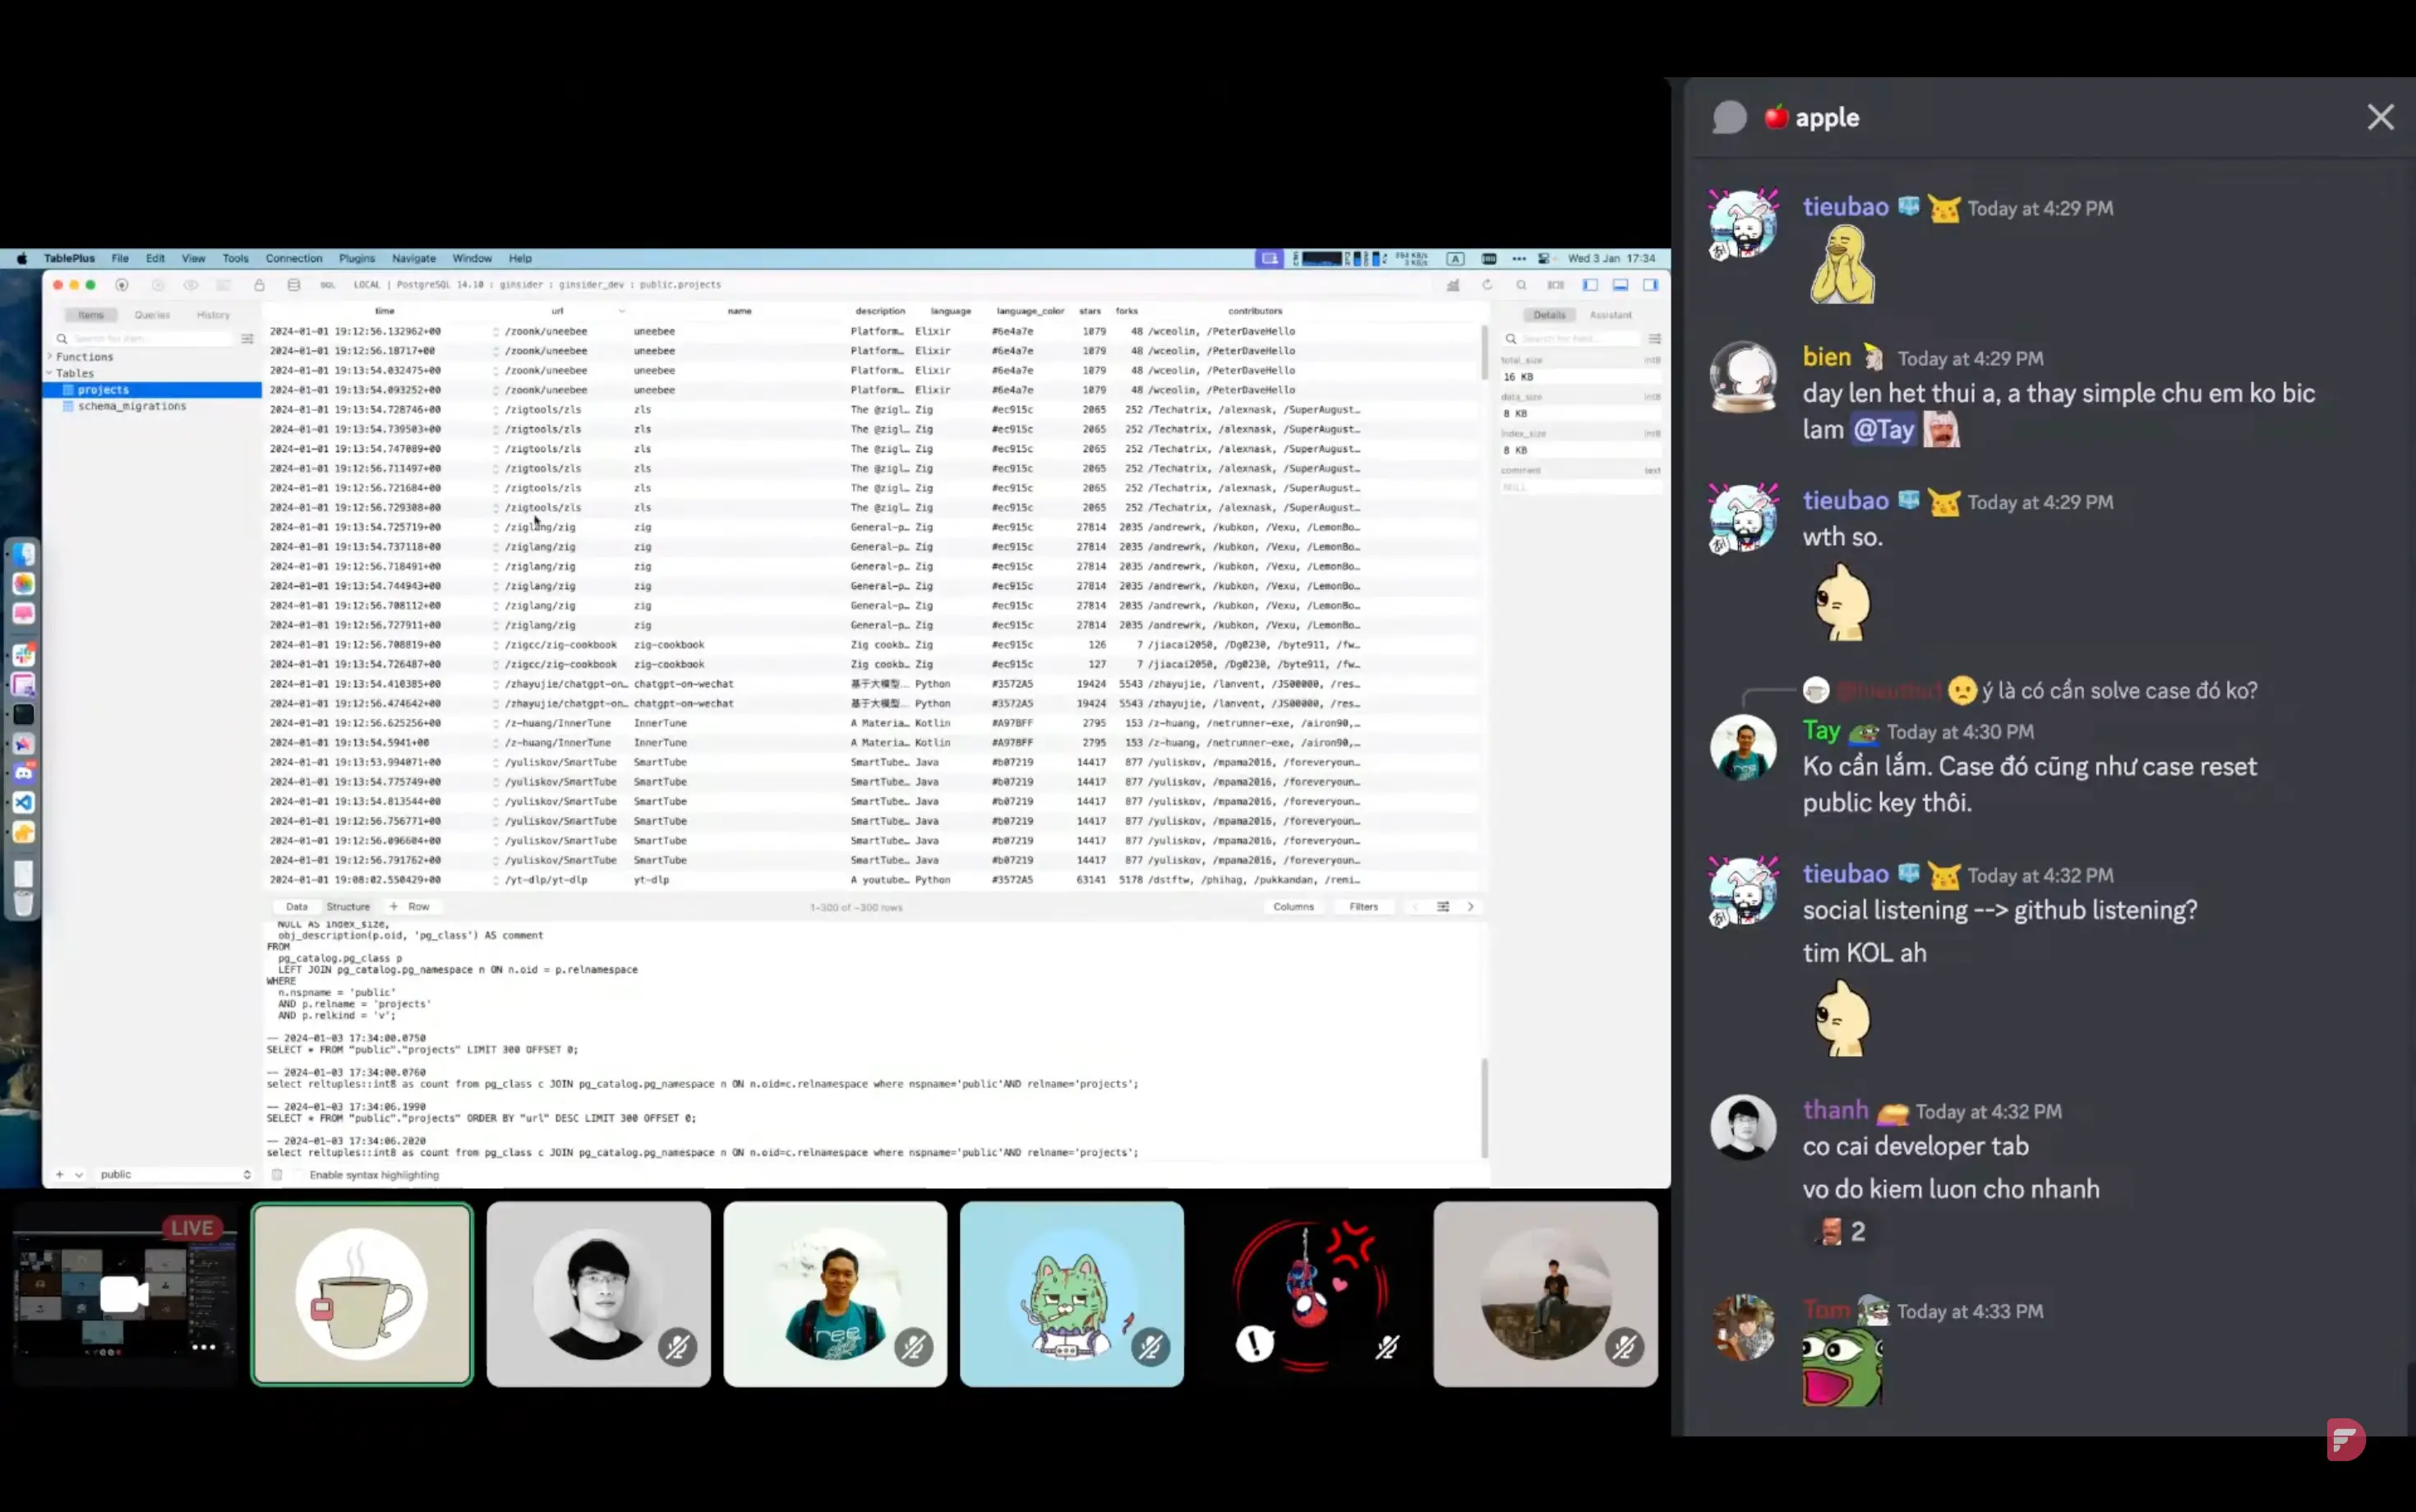 TablePlus File Edit View Tools Connection Plugins Navigate Window Help
Wed 3 Jan 17:34
SQL LOCAL | PostgreSQL 14.10 : ginsider : ginsider_dev : public.projects
Items Queries History
Search for item...
Functions
Tables
projects
schema_migrations
time url name description language language_color stars forks contributors
2024-01-01 19:12:56.132962+00 /zoonk/uneebee uneebee Platform… Elixir #6e4a7e 1079 48 /wceolin, /PeterDaveHello
2024-01-01 19:12:56.18717+00 /zoonk/uneebee uneebee Platform… Elixir #6e4a7e 1079 48 /wceolin, /PeterDaveHello
2024-01-01 19:13:54.032475+00 /zoonk/uneebee uneebee Platform… Elixir #6e4a7e 1079 48 /wceolin, /PeterDaveHello
2024-01-01 19:13:54.093252+00 /zoonk/uneebee uneebee Platform… Elixir #6e4a7e 1079 48 /wceolin, /PeterDaveHello
2024-01-01 19:13:54.728746+00 /zigtools/zls zls The @zigl… Zig #ec915c 2065 252 /Techatrix, /alexnask, /SuperAugust…
2024-01-01 19:13:54.739503+00 /zigtools/zls zls The @zigl… Zig #ec915c 2065 252 /Techatrix, /alexnask, /SuperAugust…
2024-01-01 19:13:54.747089+00 /zigtools/zls zls The @zigl… Zig #ec915c 2065 252 /Techatrix, /alexnask, /SuperAugust…
2024-01-01 19:12:56.711497+00 /zigtools/zls zls The @zigl… Zig #ec915c 2065 252 /Techatrix, /alexnask, /SuperAugust…
2024-01-01 19:12:56.721684+00 /zigtools/zls zls The @zigl… Zig #ec915c 2065 252 /Techatrix, /alexnask, /SuperAugust…
2024-01-01 19:12:56.729308+00 /zigtools/zls zls The @zigl… Zig #ec915c 2065 252 /Techatrix, /alexnask, /SuperAugust…
2024-01-01 19:13:54.725719+00 /ziglang/zig zig General-p… Zig #ec915c 27814 2035 /andrewrk, /kubkon, /Vexu, /LemonBo…
2024-01-01 19:13:54.737118+00 /ziglang/zig zig General-p… Zig #ec915c 27814 2035 /andrewrk, /kubkon, /Vexu, /LemonBo…
2024-01-01 19:12:56.718491+00 /ziglang/zig zig General-p… Zig #ec915c 27814 2035 /andrewrk, /kubkon, /Vexu, /LemonBo…
2024-01-01 19:13:54.744943+00 /ziglang/zig zig General-p… Zig #ec915c 27814 2035 /andrewrk, /kubkon, /Vexu, /LemonBo…
2024-01-01 19:12:56.708112+00 /ziglang/zig zig General-p… Zig #ec915c 27814 2035 /andrewrk, /kubkon, /Vexu, /LemonBo…
2024-01-01 19:12:56.727911+00 /ziglang/zig zig General-p… Zig #ec915c 27814 2035 /andrewrk, /kubkon, /Vexu, /LemonBo…
2024-01-01 19:12:56.708819+00 /zigcc/zig-cookbook zig-cookbook Zig cookb… Zig #ec915c 126 7 /jiacai2050, /Dg0230, /byte911, /fw…
2024-01-01 19:13:54.726487+00 /zigcc/zig-cookbook zig-cookbook Zig cookb… Zig #ec915c 127 7 /jiacai2050, /Dg0230, /byte911, /fw…
2024-01-01 19:13:54.410385+00 /zhayujie/chatgpt-on… chatgpt-on-wechat 基于大模型… Python #3572A5 19424 5543 /zhayujie, /lanvent, /JS00000, /res…
2024-01-01 19:12:56.474642+00 /zhayujie/chatgpt-on… chatgpt-on-wechat 基于大模型… Python #3572A5 19424 5543 /zhayujie, /lanvent, /JS00000, /res…
2024-01-01 19:12:56.625256+00 /z-huang/InnerTune InnerTune A Materia… Kotlin #A97BFF 2795 153 /z-huang, /netrunner-exe, /airon90,…
2024-01-01 19:13:54.5941+00 /z-huang/InnerTune InnerTune A Materia… Kotlin #A97BFF 2795 153 /z-huang, /netrunner-exe, /airon90,…
2024-01-01 19:13:53.994071+00 /yuliskov/SmartTube SmartTube SmartTube… Java #b07219 14417 877 /yuliskov, /mpama2016, /foreveryoun…
2024-01-01 19:13:54.775749+00 /yuliskov/SmartTube SmartTube SmartTube… Java #b07219 14417 877 /yuliskov, /mpama2016, /foreveryoun…
2024-01-01 19:13:54.813544+00 /yuliskov/SmartTube SmartTube SmartTube… Java #b07219 14417 877 /yuliskov, /mpama2016, /foreveryoun…
2024-01-01 19:12:56.756771+00 /yuliskov/SmartTube SmartTube SmartTube… Java #b07219 14417 877 /yuliskov, /mpama2016, /foreveryoun…
2024-01-01 19:12:56.096604+00 /yuliskov/SmartTube SmartTube SmartTube… Java #b07219 14417 877 /yuliskov, /mpama2016, /foreveryoun…
2024-01-01 19:12:56.791762+00 /yuliskov/SmartTube SmartTube SmartTube… Java #b07219 14417 877 /yuliskov, /mpama2016, /foreveryoun…
2024-01-01 19:08:02.550429+00 /yt-dlp/yt-dlp yt-dlp A youtube… Python #3572A5 63141 5178 /dstftw, /phihag, /pukkandan, /remi…
Data Structure + Row 1-300 of ~300 rows Columns Filters
NULL AS index_size,
obj_description(p.oid, 'pg_class') AS comment
FROM
pg_catalog.pg_class p
LEFT JOIN pg_catalog.pg_namespace n ON n.oid = p.relnamespace
WHERE
n.nspname = 'public'
AND p.relname = 'projects'
AND p.relkind = 'v';
-- 2024-01-03 17:34:00.0750
SELECT * FROM "public"."projects" LIMIT 300 OFFSET 0;
-- 2024-01-03 17:34:00.0760
select reltuples::int8 as count from pg_class c JOIN pg_catalog.pg_namespace n ON n.oid=c.relnamespace where nspname='public'AND relname='projects';
-- 2024-01-03 17:34:06.1990
SELECT * FROM "public"."projects" ORDER BY "url" DESC LIMIT 300 OFFSET 0;
-- 2024-01-03 17:34:06.2020
select reltuples::int8 as count from pg_class c JOIN pg_catalog.pg_namespace n ON n.oid=c.relnamespace where nspname='public'AND relname='projects';
public
Enable syntax highlighting
Details Assistant
Search for field...
total_size int8
16 KB
data_size int8
8 KB
index_size int8
8 KB
comment text
NULL
LIVE
apple
tieubao Today at 4:29 PM
bien Today at 4:29 PM
day len het thui a, a thay simple chu em ko bic
lam @Tay
tieubao Today at 4:29 PM
wth so.
ý là có cần solve case đó ko?
Tay Today at 4:30 PM
Ko cần lắm. Case đó cũng như case reset
public key thôi.
tieubao Today at 4:32 PM
social listening --> github listening?
tim KOL ah
thanh Today at 4:32 PM
co cai developer tab
vo do kiem luon cho nhanh
2
Tom Today at 4:33 PM